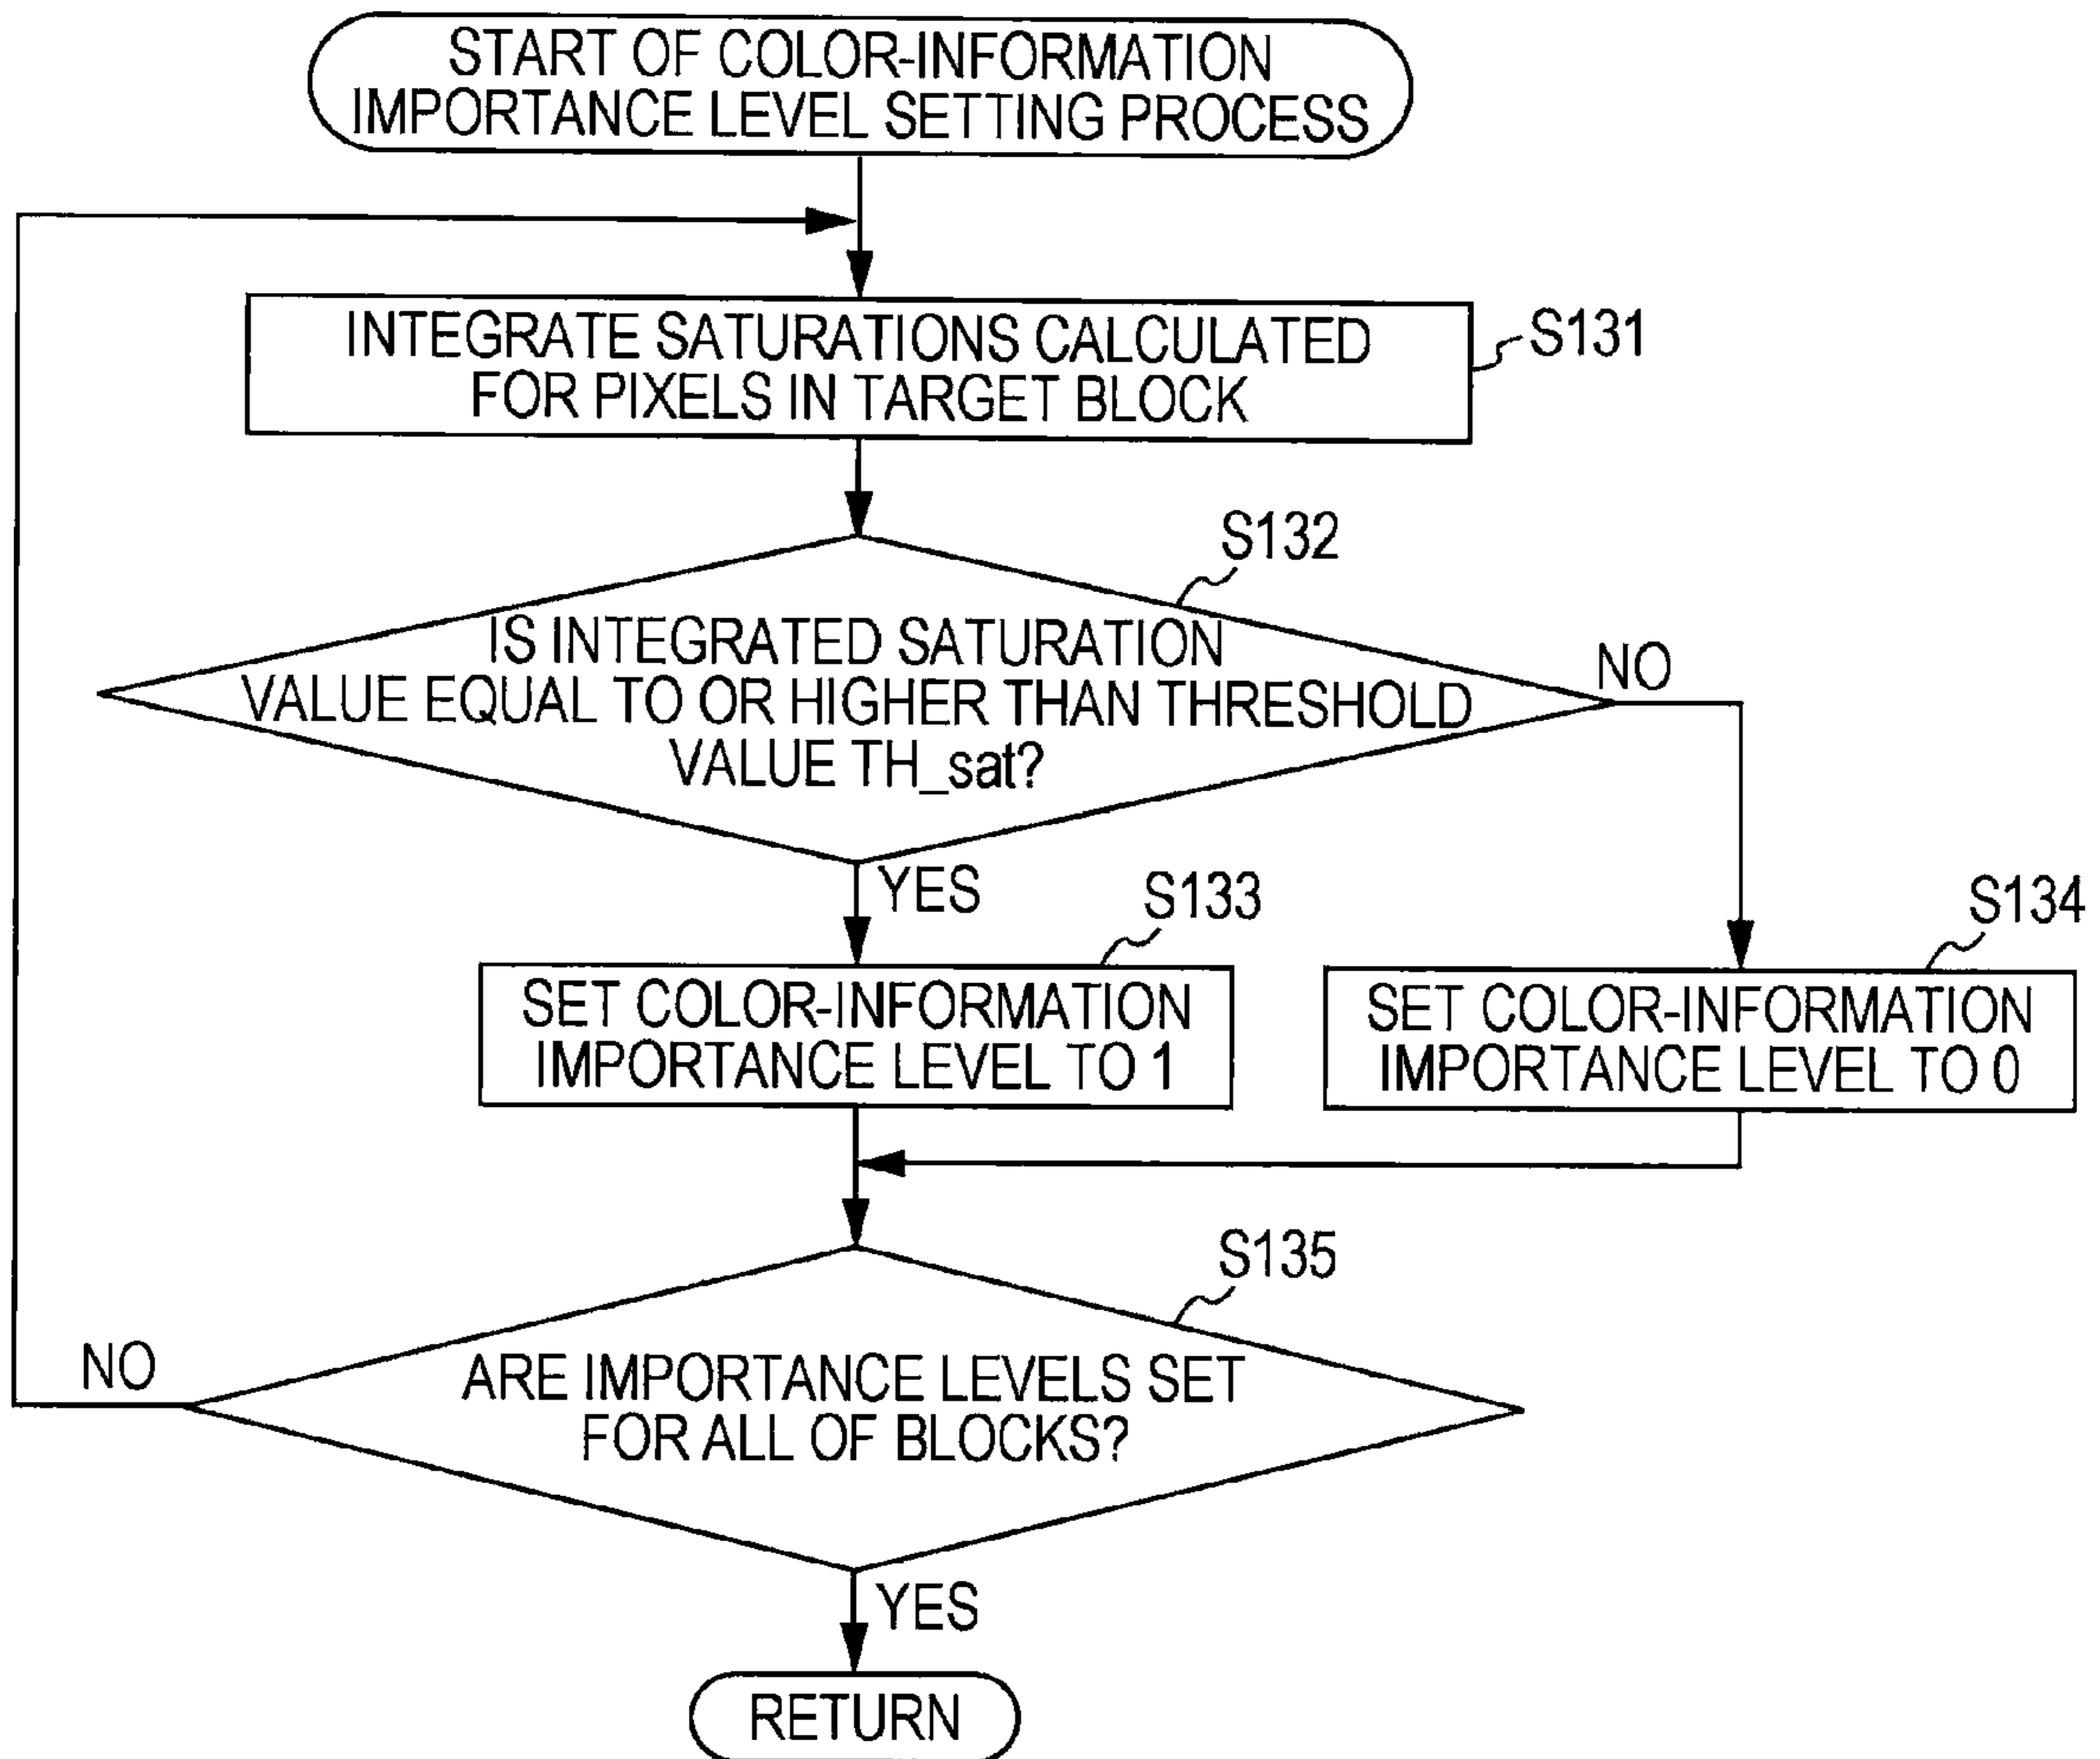 START OF COLOR-INFORMATION
IMPORTANCE LEVEL SETTING PROCESS
INTEGRATE SATURATIONS CALCULATED
FOR PIXELS IN TARGET BLOCK
S131
S132
IS INTEGRATED SATURATION
VALUE EQUAL TO OR HIGHER THAN THRESHOLD
VALUE TH_sat?
NO
YES
S133
S134
SET COLOR-INFORMATION
IMPORTANCE LEVEL TO 1
SET COLOR-INFORMATION
IMPORTANCE LEVEL TO 0
S135
NO
ARE IMPORTANCE LEVELS SET
FOR ALL OF BLOCKS?
YES
RETURN